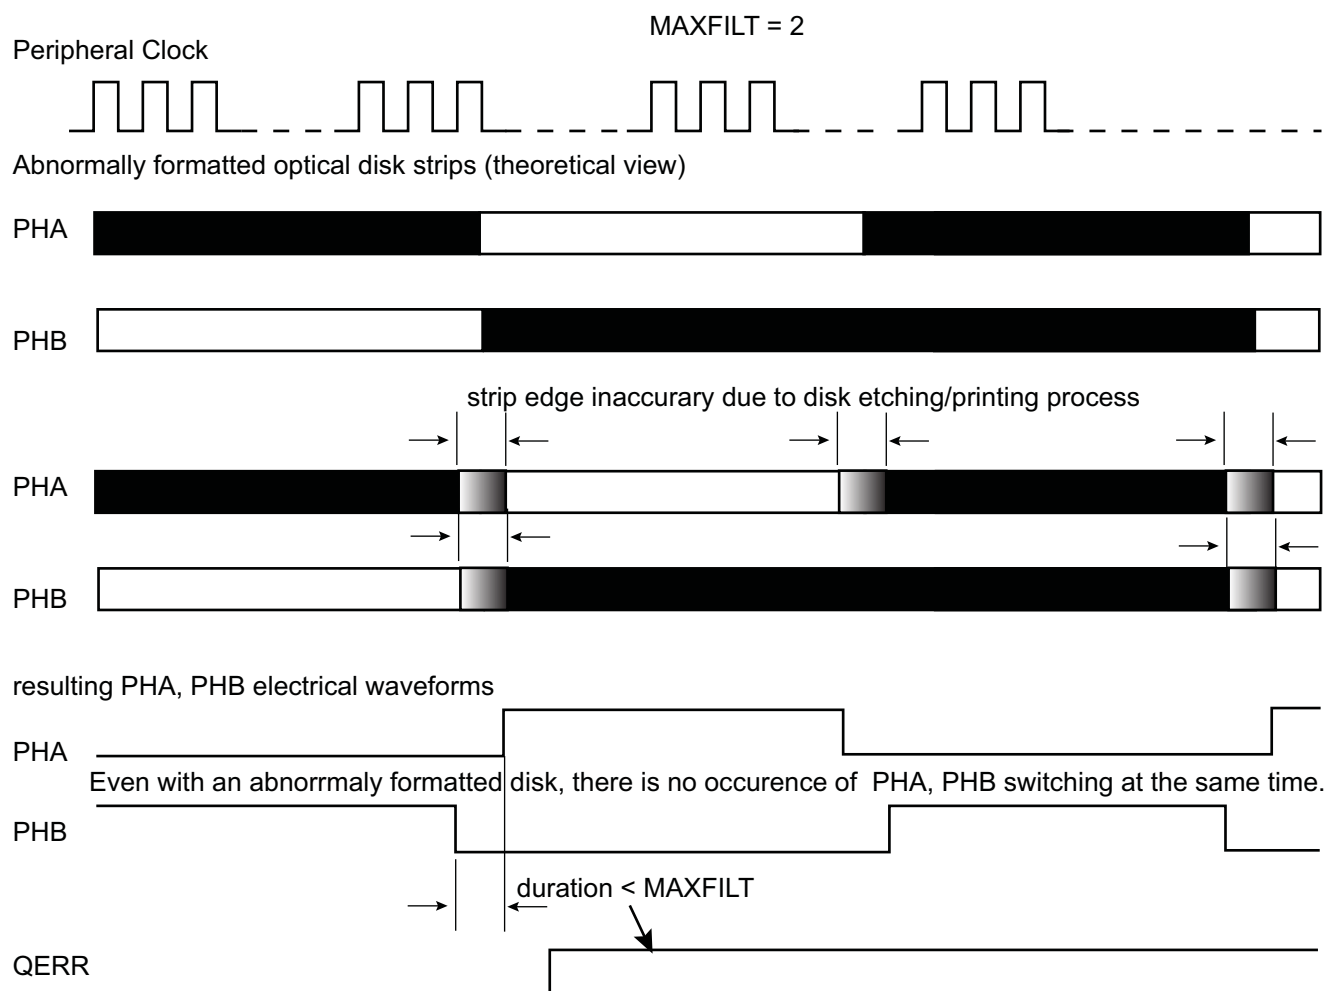 MAXFILT = 2
Peripheral Clock
Abnormally formatted optical disk strips (theoretical view)
PHA
PHB
strip edge inaccurary due to disk etching/printing process
PHA
PHB
resulting PHA, PHB electrical waveforms
PHA
Even with an abnorrmaly formatted disk, there is no occurence of  PHA, PHB switching at the same time.
PHB
duration < MAXFILT
QERR